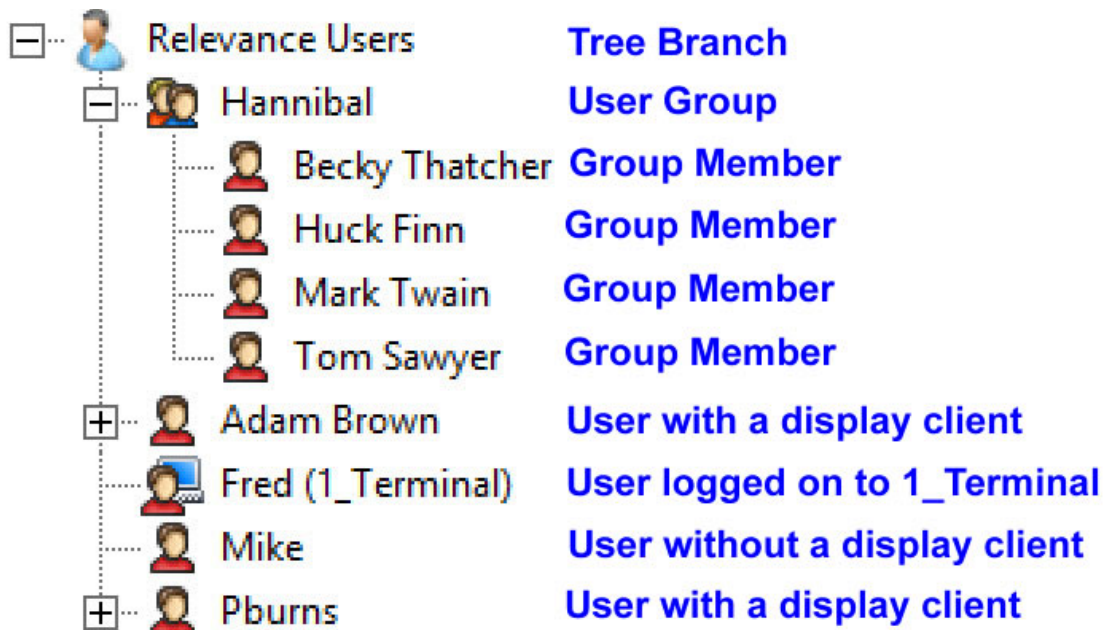 Relevance Users Tree Branch
Hannibal User Group
Becky Thatcher Group Member
Huck Finn Group Member
Mark Twain Group Member
Tom Sawyer Group Member
Adam Brown User with a display client
Fred (1_Terminal) User logged on to 1_Terminal
Mike User without a display client
Pburns User with a display client